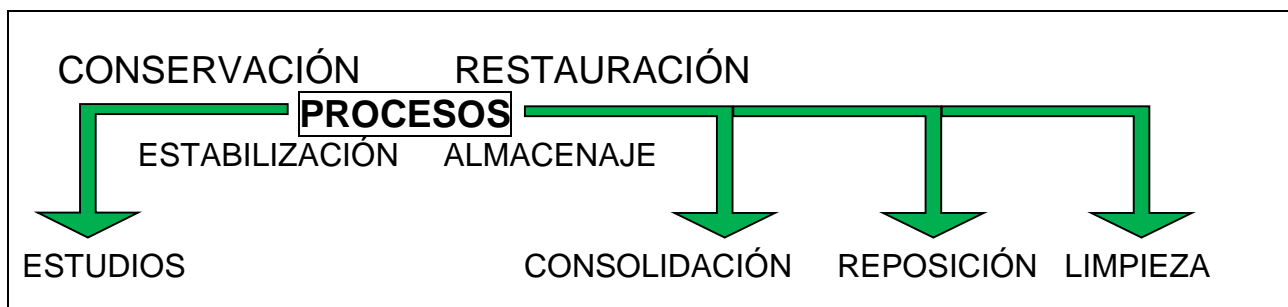 CONSERVACIÓN RESTAURACIÓN
PROCESOS
ESTABILIZACIÓN ALMACENAJE
ESTUDIOS CONSOLIDACIÓN REPOSICIÓN LIMPIEZA